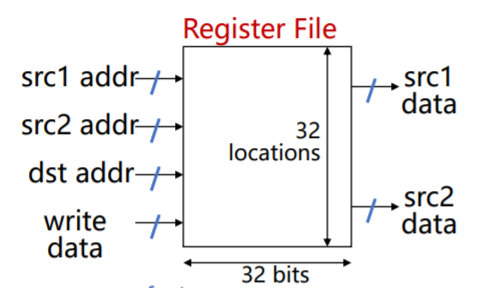 Register File
src1 addr
src2 addr
dst addr
write
data
32
locations
src1
data
src2
data
32 bits